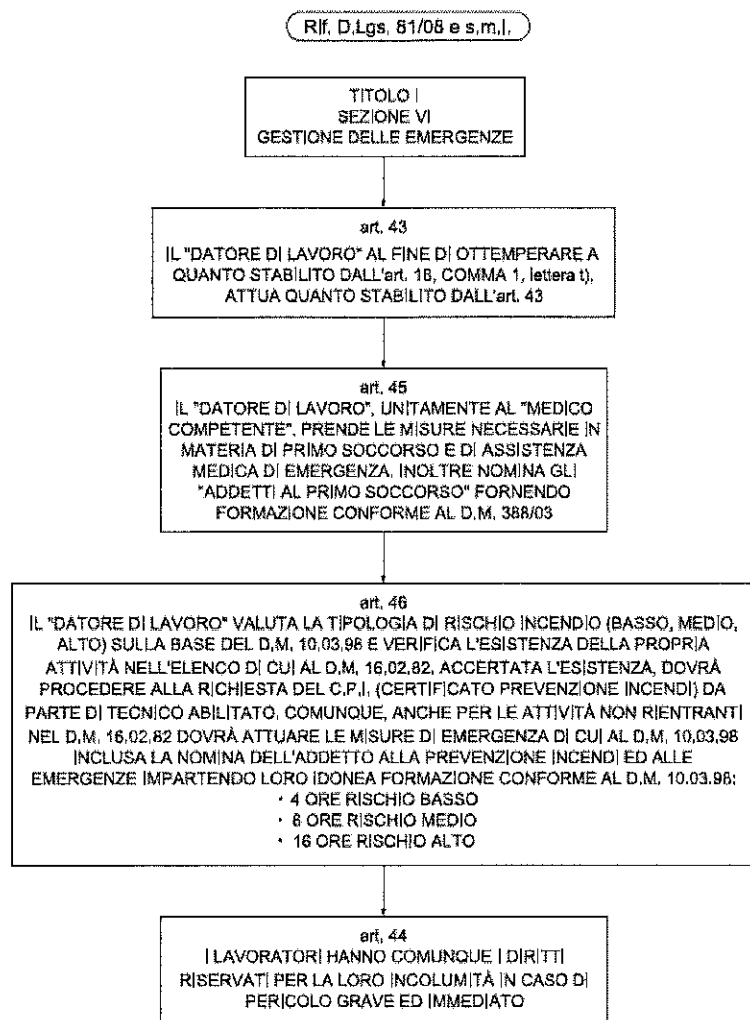 Rif. D.Lgs. 81/08 e s.m.i.
TITOLO I
SEZIONE VI
GESTIONE DELLE EMERGENZE
art. 43
IL "DATORE DI LAVORO" AL FINE DI OTTEMPERARE A
QUANTO STABILITO DALL'art. 18, COMMA 1, lettera t),
ATTUA QUANTO STABILITO DALL'art. 43
art. 45
IL "DATORE DI LAVORO", UNITAMENTE AL "MEDICO
COMPETENTE", PRENDE LE MISURE NECESSARIE IN
MATERIA DI PRIMO SOCCORSO E DI ASSISTENZA
MEDICA DI EMERGENZA. INOLTRE NOMINA GLI
"ADDETTI AL PRIMO SOCCORSO" FORNENDO
FORMAZIONE CONFORME AL D.M. 388/03
art. 46
IL "DATORE DI LAVORO" VALUTA LA TIPOLOGIA DI RISCHIO INCENDIO (BASSO, MEDIO,
ALTO) SULLA BASE DEL D.M. 10.03.98 E VERIFICA L'ESISTENZA DELLA PROPRIA
ATTIVITÀ NELL'ELENCO DI CUI AL D.M. 16.02.82. ACCERTATA L'ESISTENZA, DOVRÀ
PROCEDERE ALLA RICHIESTA DEL C.P.I. (CERTIFICATO PREVENZIONE INCENDI) DA
PARTE DI TECNICO ABILITATO. COMUNQUE, ANCHE PER LE ATTIVITÀ NON RIENTRANTI
NEL D.M. 16.02.82 DOVRÀ ATTUARE LE MISURE DI EMERGENZA DI CUI AL D.M. 10.03.98
INCLUSA LA NOMINA DELL'ADDETTO ALLA PREVENZIONE INCENDI ED ALLE
EMERGENZE IMPARTENDO LORO IDONEA FORMAZIONE CONFORME AL D.M. 10.03.98:
• 4 ORE RISCHIO BASSO
• 8 ORE RISCHIO MEDIO
• 16 ORE RISCHIO ALTO
art. 44
I LAVORATORI HANNO COMUNQUE I DIRITTI
RISERVATI PER LA LORO INCOLUMITÀ IN CASO DI
PERICOLO GRAVE ED IMMEDIATO